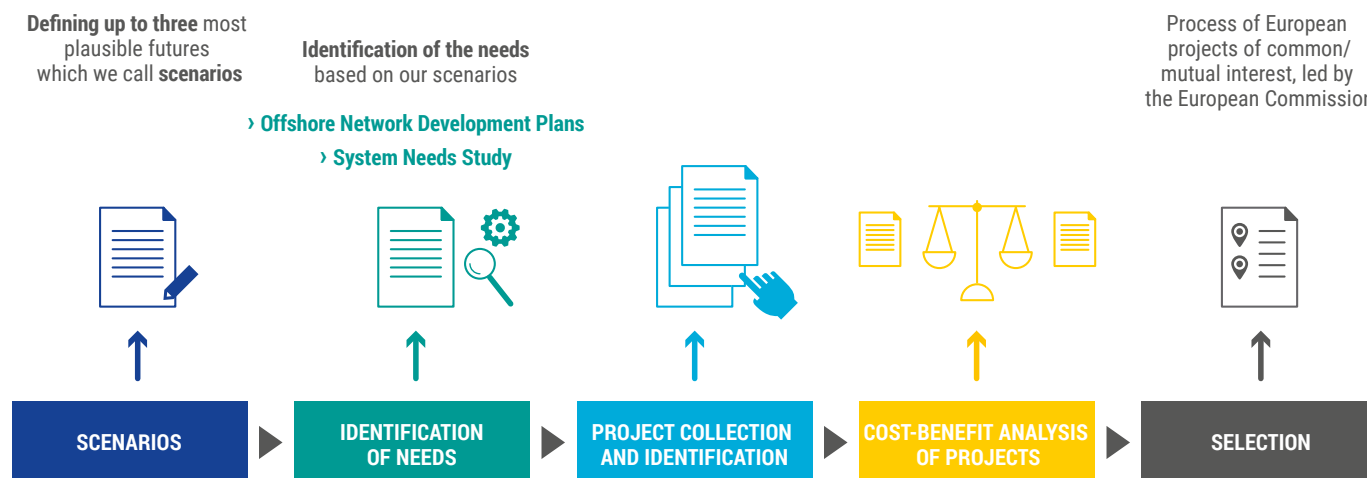 Defining up to three most
plausible futures
which we call scenarios
Identification of the needs
based on our scenarios
› Offshore Network Development Plans
› System Needs Study
Process of European
projects of common/
mutual interest, led by
the European Commission
SCENARIOS
IDENTIFICATION
OF NEEDS
PROJECT COLLECTION
AND IDENTIFICATION
COST-BENEFIT ANALYSIS
OF PROJECTS
SELECTION